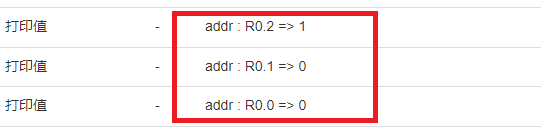 打印值 - addr : R0.2 => 1
打印值 - addr : R0.1 => 0
打印值 - addr : R0.0 => 0